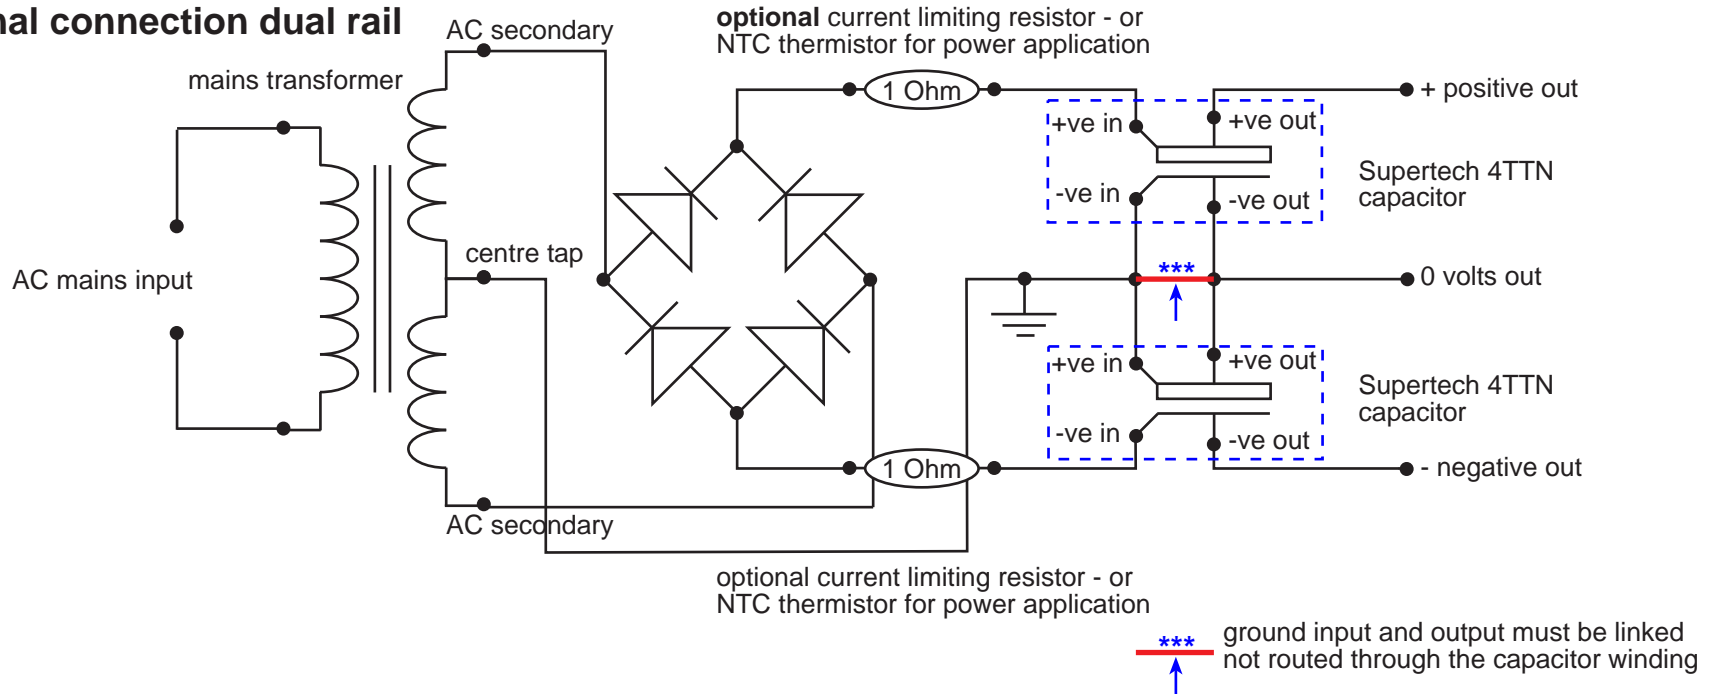 nal connection dual rail
AC secondary
optional current limiting resistor - or
NTC thermistor for power application
mains transformer
1 Ohm
+ positive out
+ve in
+ve out
Supertech 4TTN
capacitor
-ve in
-ve out
centre tap
AC mains input
***
0 volts out
+ve in
+ve out
Supertech 4TTN
capacitor
-ve in
-ve out
1 Ohm
- negative out
AC secondary
optional current limiting resistor - or
NTC thermistor for power application
***
ground input and output must be linked
not routed through the capacitor winding